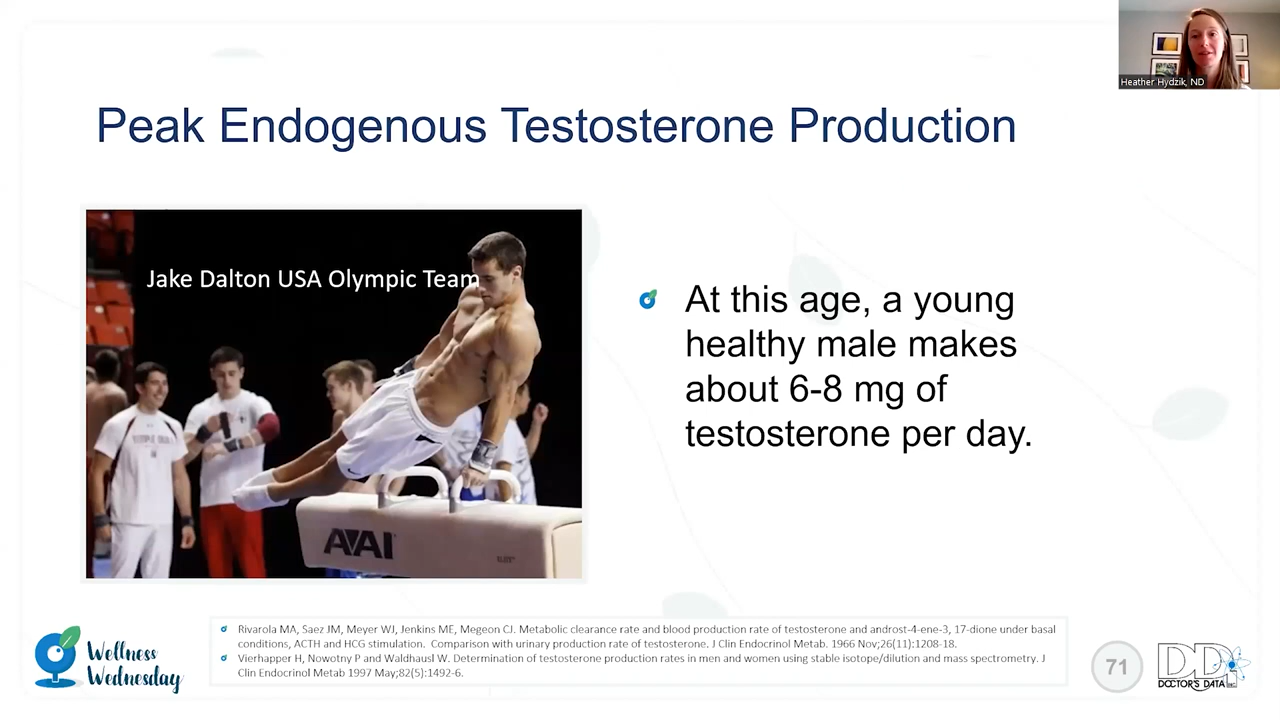 Heather Hydzik, ND
Peak Endogenous Testosterone Production
Jake Dalton USA Olympic Team
At this age, a young
healthy male makes
about 6-8 mg of
testosterone per day.
AAI
Rivarola MA, Saez JM, Meyer WJ, Jenkins ME, Megeon CJ. Metabolic clearance rate and blood production rate of testosterone and androst-4-ene-3, 17-dione under basal
conditions, ACTH and HCG stimulation. Comparison with urinary production rate of testosterone. J Clin Endocrinol Metab. 1966 Nov;26(11):1208-18.
Vierhapper H, Nowotny P and Waldhausl W. Determination of testosterone production rates in men and women using stable isotope/dilution and mass spectrometry. J
Clin Endocrinol Metab 1997 May;82(5):1492-6.
Wellness
Wednesday
71
DDI
DOCTOR'S DATA INC.